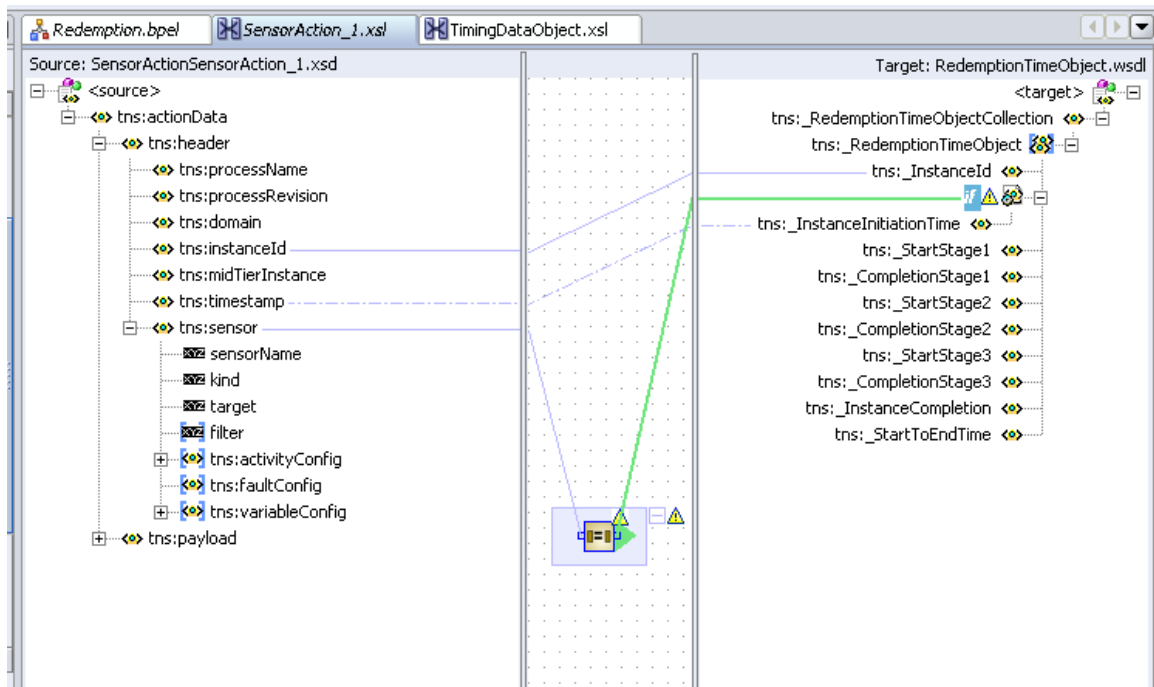 Redemption.bpel SensorAction_1.xsl TimingDataObject.xsl
Source: SensorActionSensorAction_1.xsd
<source>
tns:actionData
tns:header
tns:processName
tns:processRevision
tns:domain
tns:instanceId
tns:midTierInstance
tns:timestamp
tns:sensor
sensorName
kind
target
filter
tns:activityConfig
tns:faultConfig
tns:variableConfig
tns:payload
Target: RedemptionTimeObject.wsdl
<target>
tns:_RedemptionTimeObjectCollection
tns:_RedemptionTimeObject
tns:_InstanceId
if
tns:_InstanceInitiationTime
tns:_StartStage1
tns:_CompletionStage1
tns:_StartStage2
tns:_CompletionStage2
tns:_StartStage3
tns:_CompletionStage3
tns:_InstanceCompletion
tns:_StartToEndTime